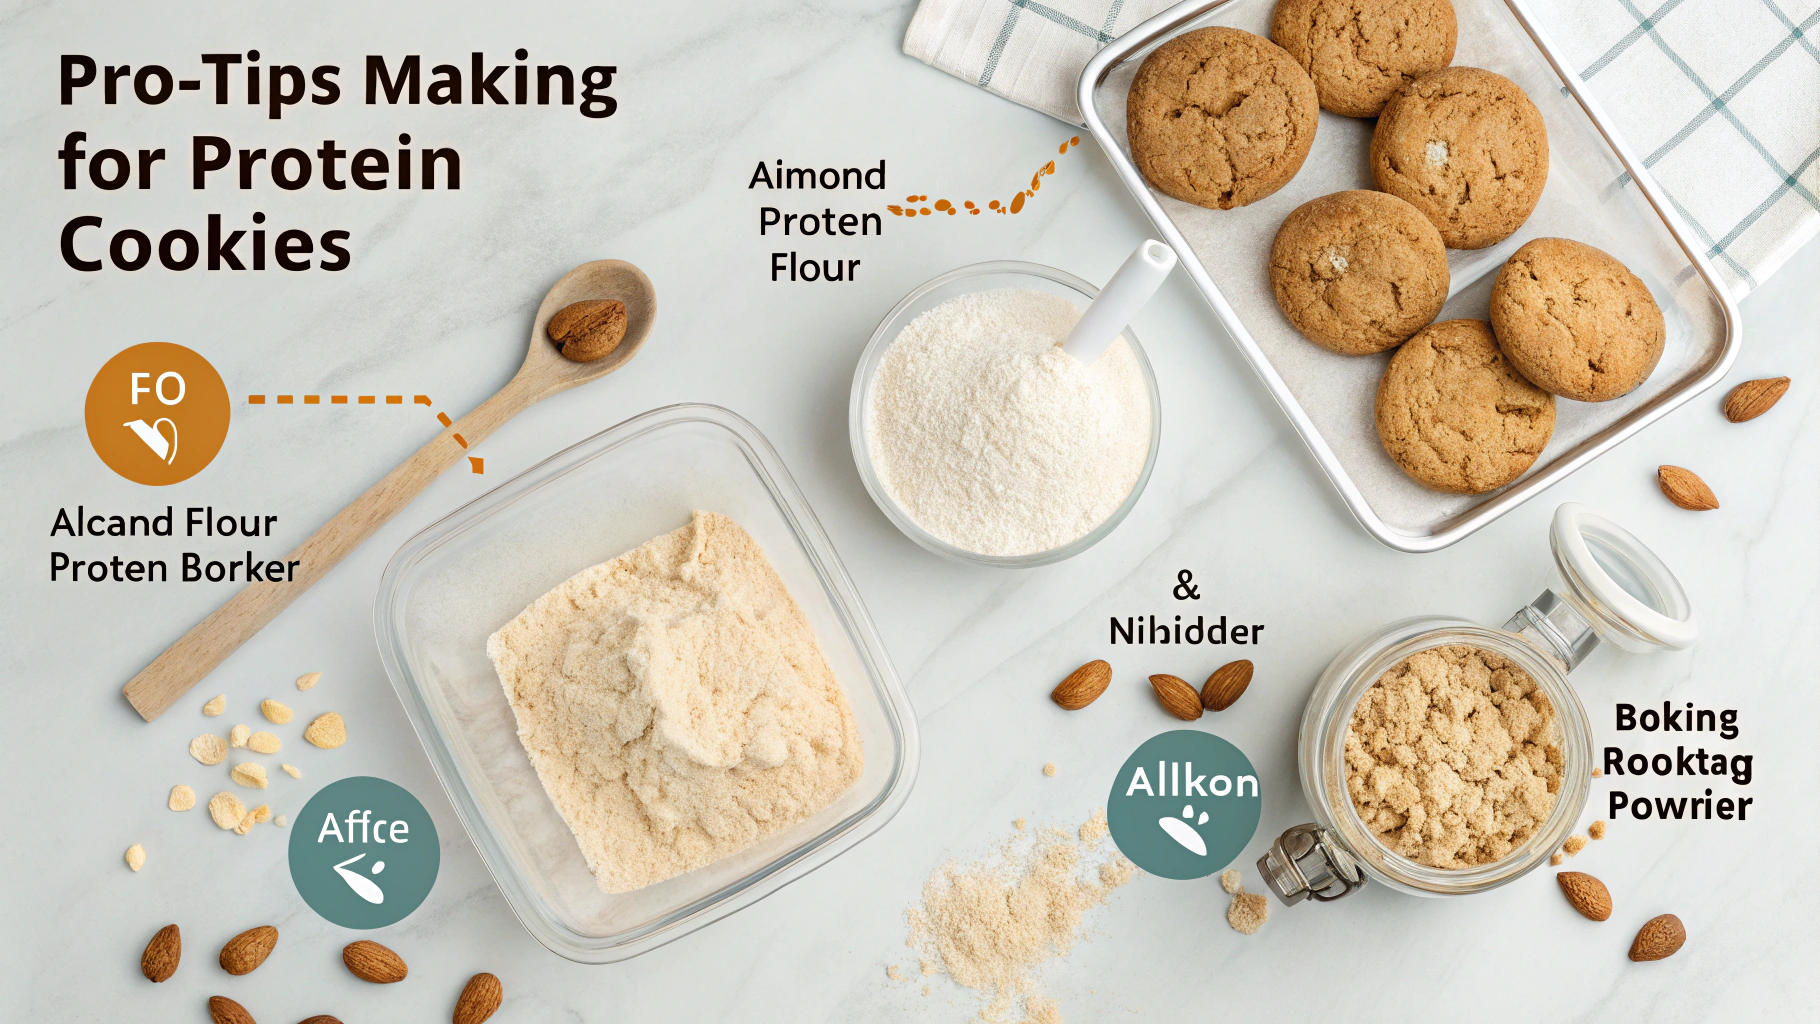 Pro-Tips Making
for Protein
Cookies
Aimond
Proten
Flour
FO
Alcand Flour
Proten Borker
&
Nibidder
Allkon
Boking
Rooktag
Powrier
Affce